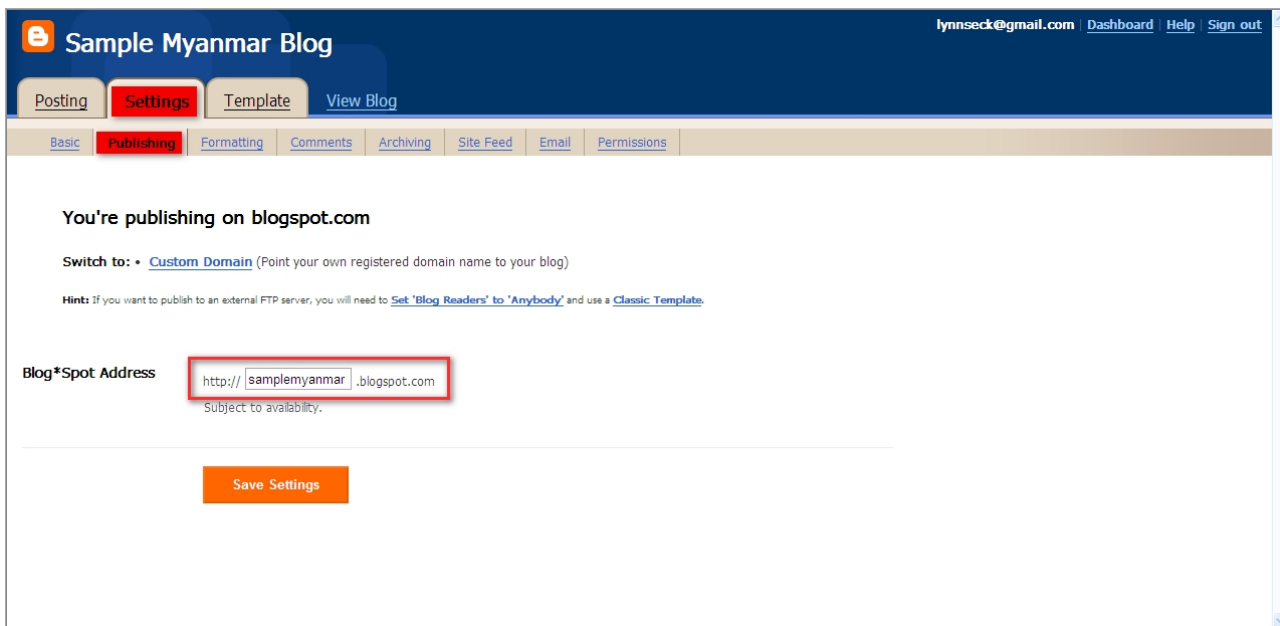 lynnseck@gmail.com | Dashboard | Help | Sign out
Sample Myanmar Blog
Posting Settings Template View Blog
Basic Publishing Formatting Comments Archiving Site Feed Email Permissions
You're publishing on blogspot.com
Switch to: • Custom Domain (Point your own registered domain name to your blog)
Hint: If you want to publish to an external FTP server, you will need to Set 'Blog Readers' to 'Anybody' and use a Classic Template.
Blog*Spot Address
http:// samplemyanmar .blogspot.com
Subject to availability.
Save Settings